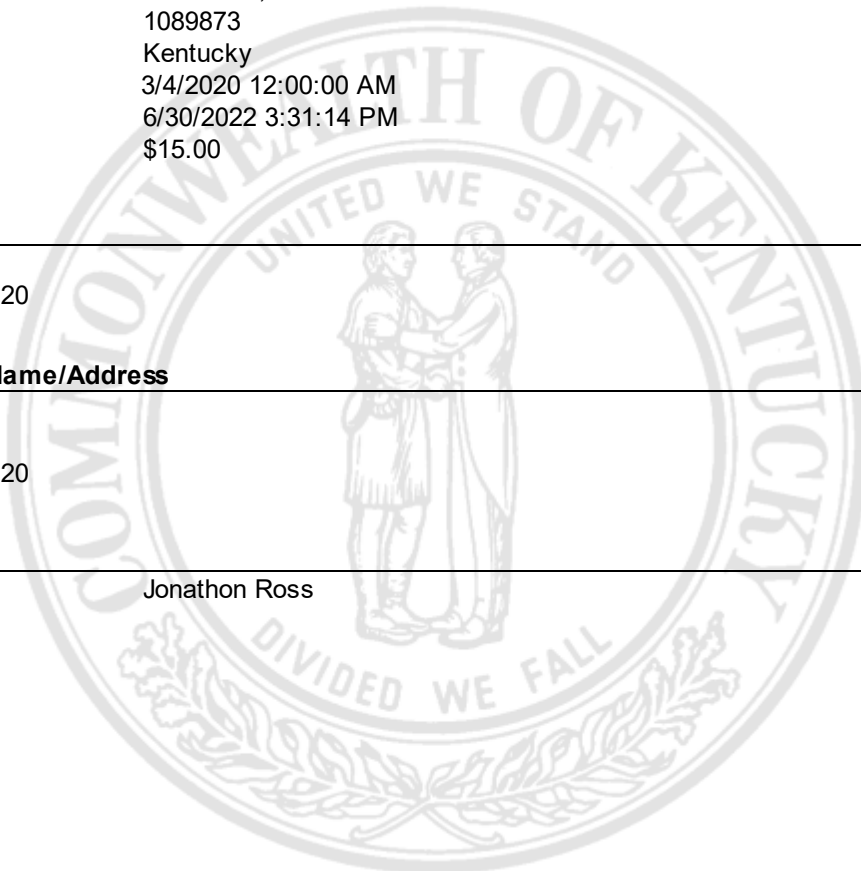 1089873
Kentucky
3/4/2020 12:00:00 AM
6/30/2022 3:31:14 PM
$15.00
COMMONWEALTH OF KENTUCKY
UNITED WE STAND
20
Name/Address
20
Jonathon Ross
DIVIDED WE FALL